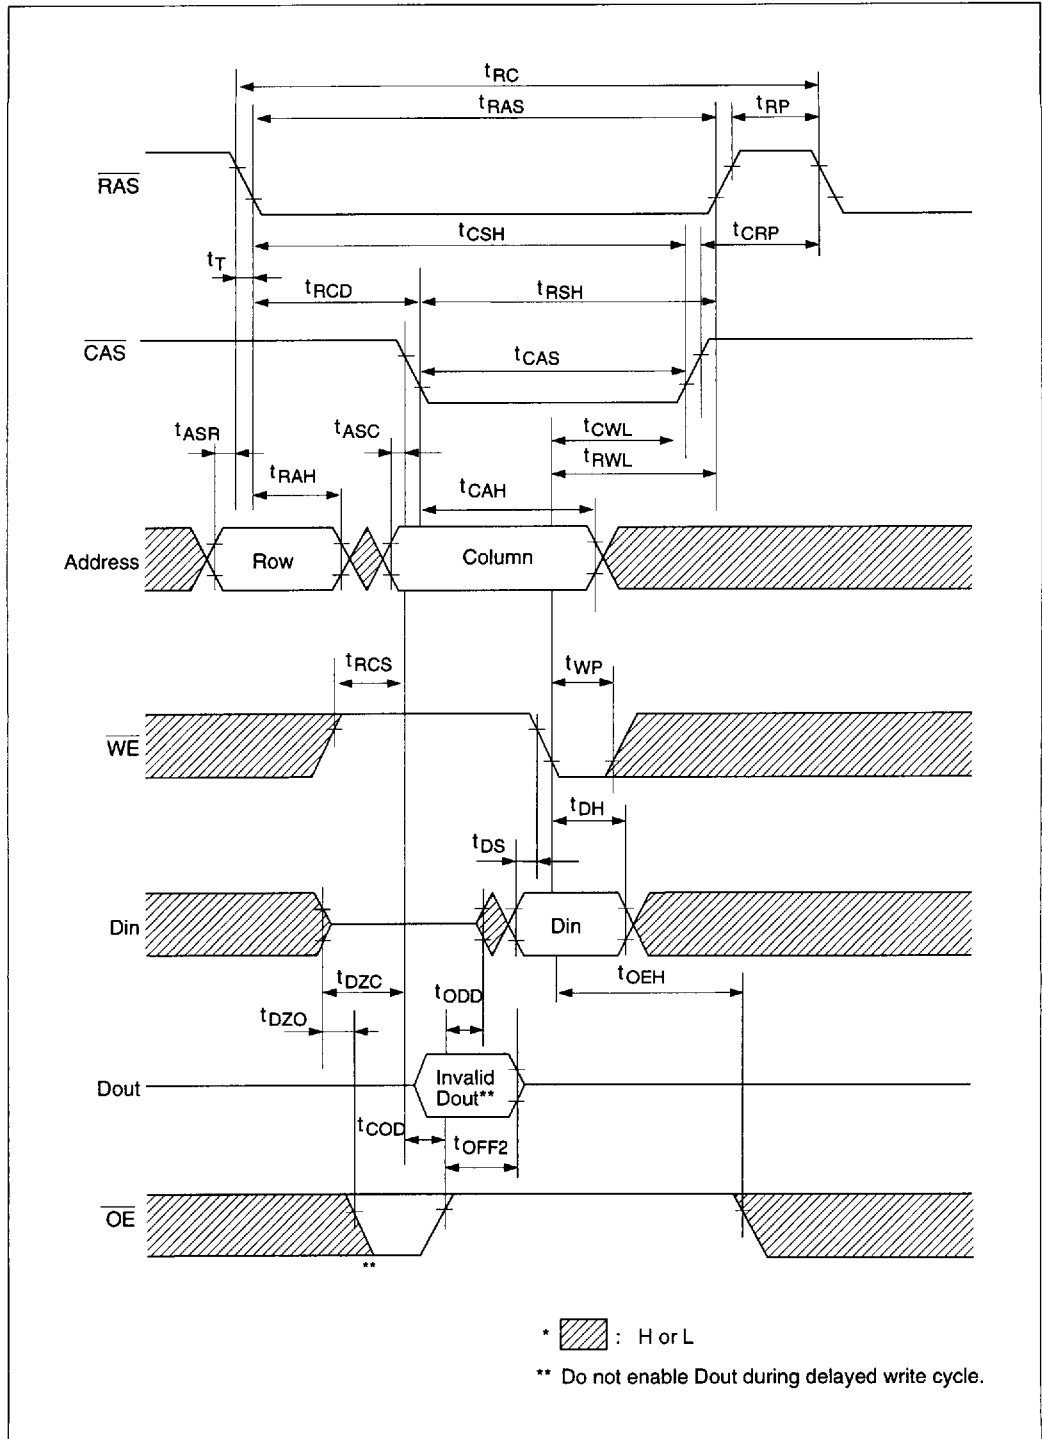 tRC
tRAS
tRP
RAS
tCSH
tCRP
tT
tRCD
tRSH
CAS
tCAS
tASR
tASC
tCWL
tRWL
tRAH
tCAH
Address
Row
Column
tRCS
tWP
WE
tDH
tDS
Din
Din
tDZC
tODD
tOEH
tDZO
Dout
Invalid
Dout**
tCOD
tOFF2
OE
**
* : H or L
** Do not enable Dout during delayed write cycle.